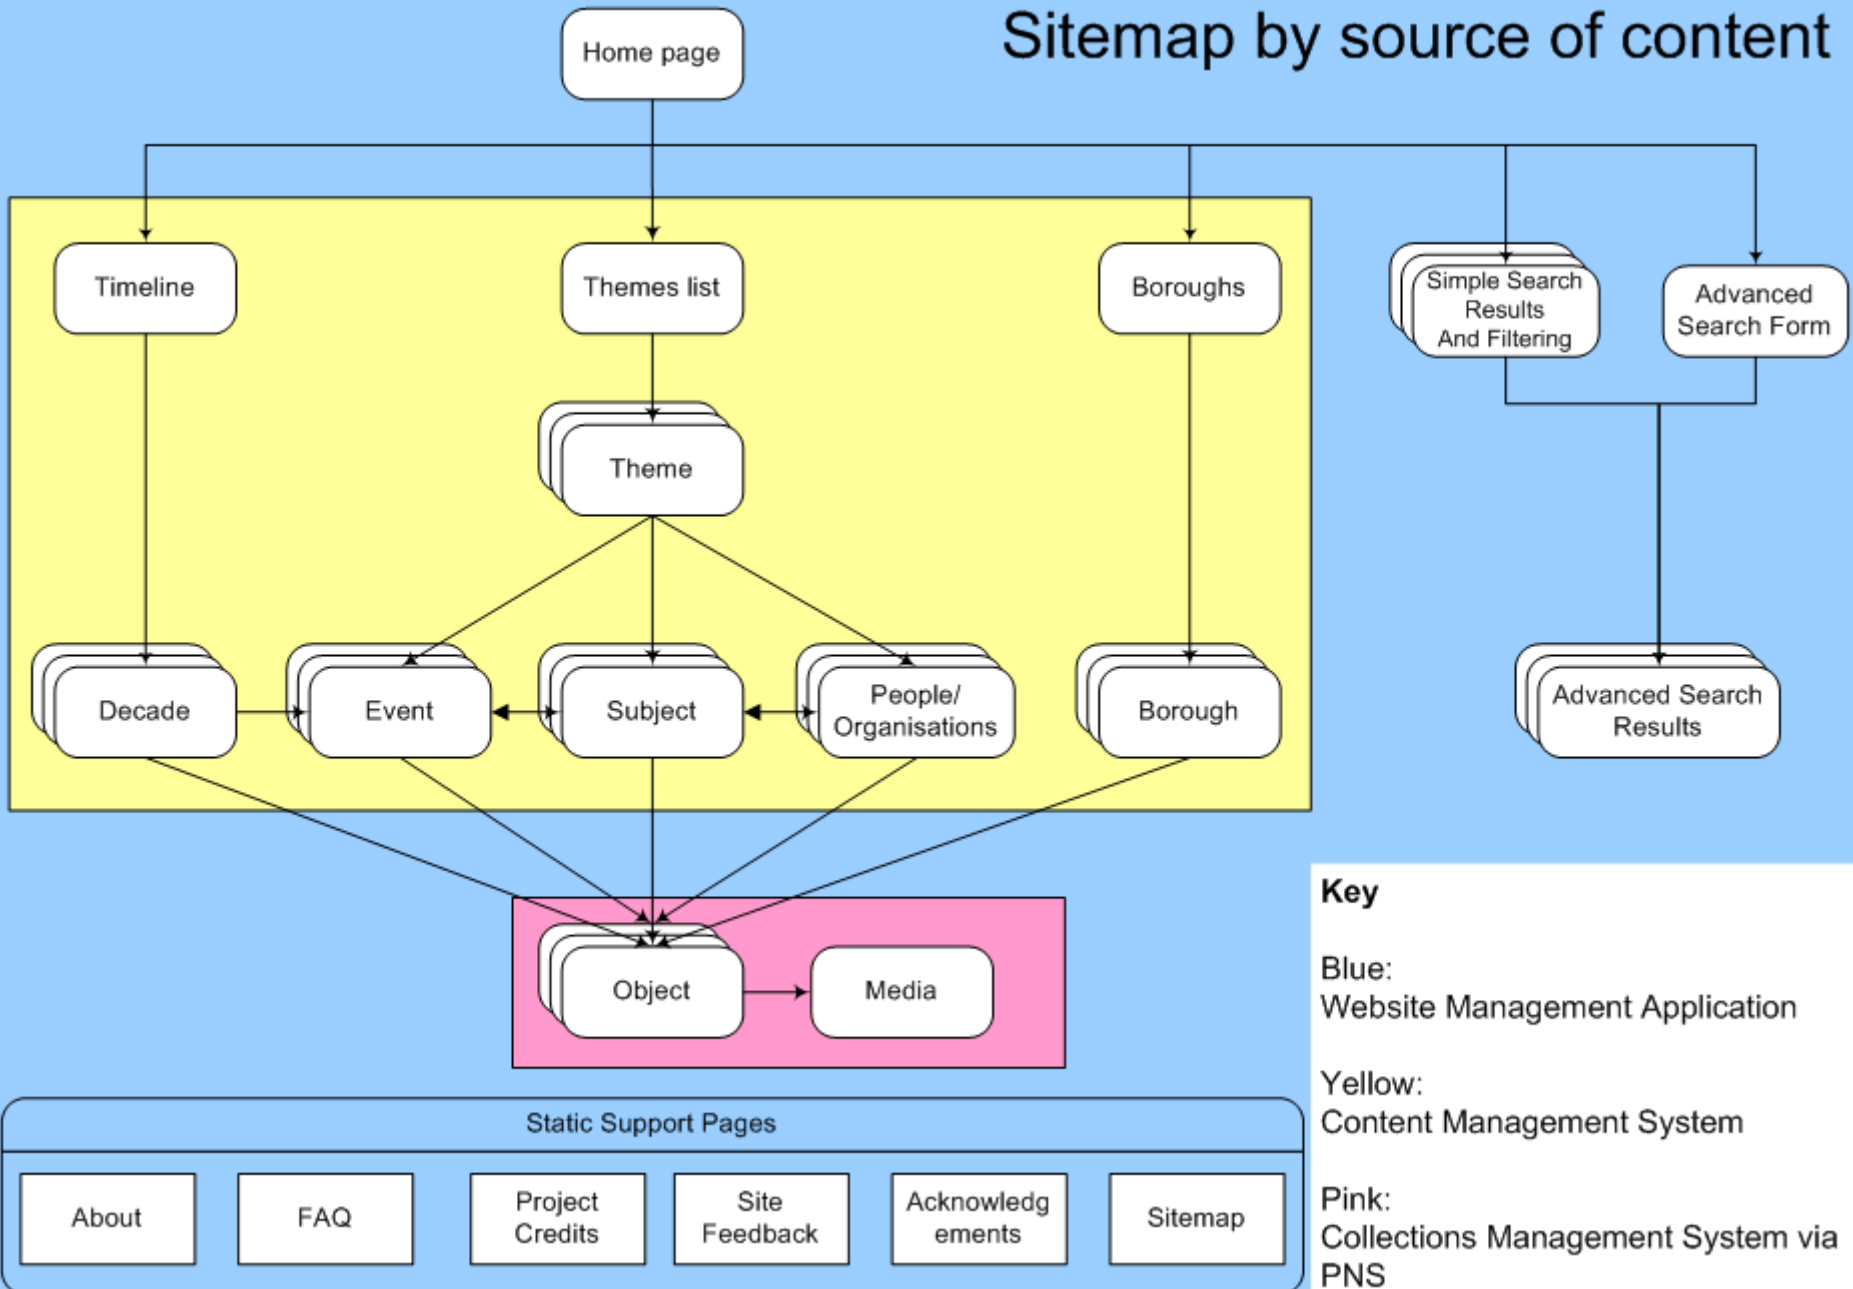 Sitemap by source of content
Home page
Timeline
Themes list
Boroughs
Simple Search
Results
And Filtering
Advanced
Search Form
Theme
Decade
Event
Subject
People/
Organisations
Borough
Advanced Search
Results
Object
Media
Key
Blue:
Website Management Application
Yellow:
Content Management System
Pink:
Collections Management System via
PNS
Static Support Pages
About
FAQ
Project
Credits
Site
Feedback
Acknowledg
ements
Sitemap